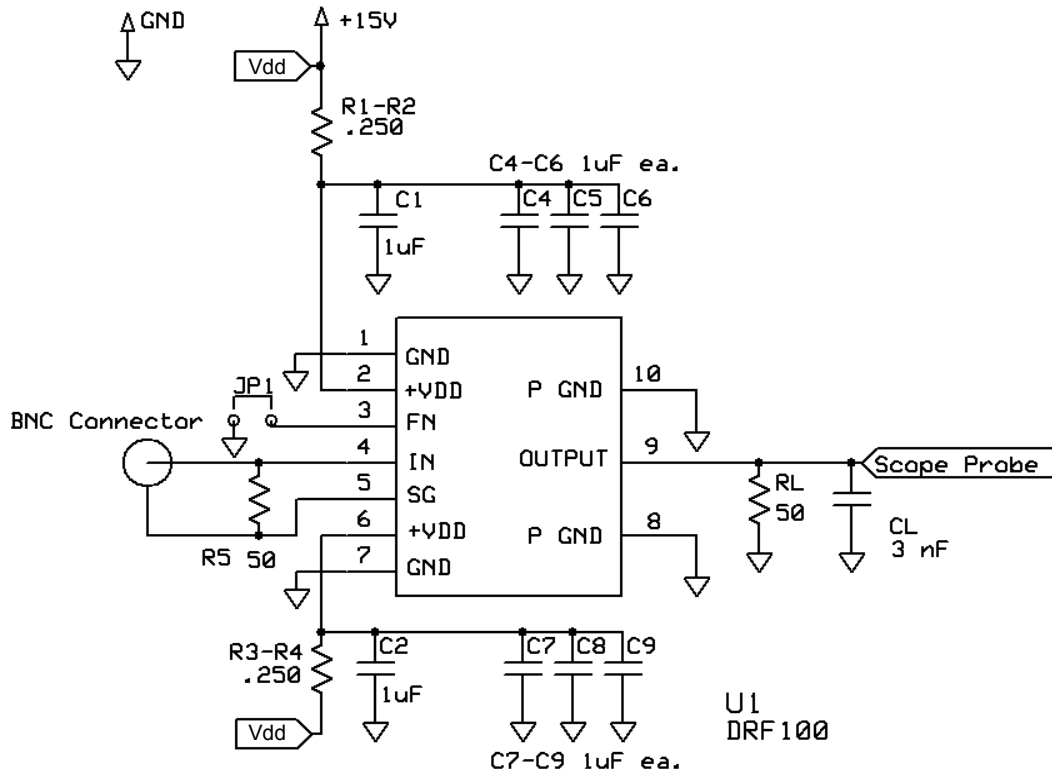 GND
+15V
Vdd
R1-R2
.250
C4-C6 1uF ea.
C1
C4
C5
C6
1uF
1
GND
2
+VDD
P GND
10
JP1
3
FN
BNC Connector
4
IN
OUTPUT
9
Scope Probe
5
SG
RL
50
6
+VDD
P GND
8
CL
3 nF
R5 50
7
GND
R3-R4
.250
C2
C7
C8
C9
1uF
Vdd
U1
DRF100
C7-C9 1uF ea.